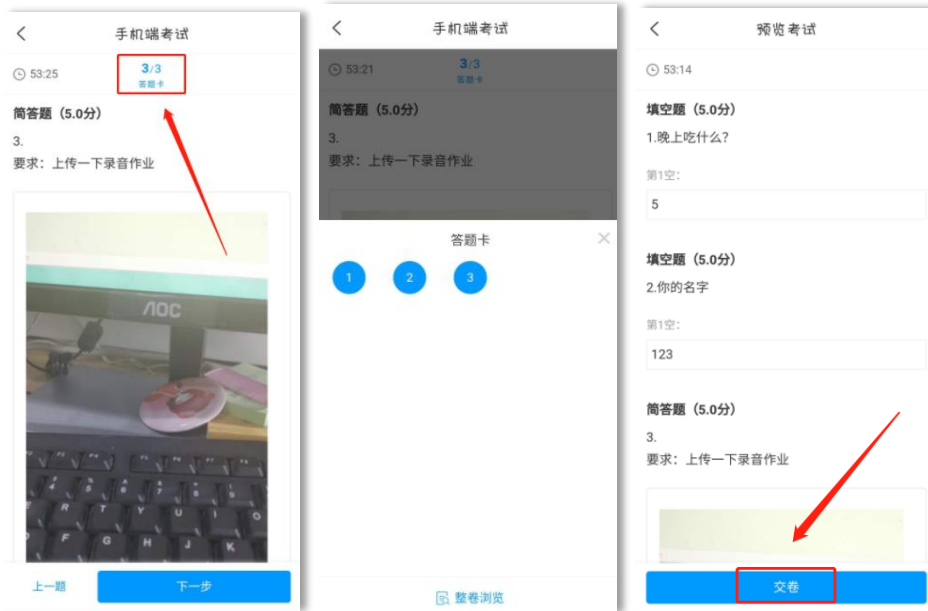 手机端考试
53:25
3/3
答题卡
简答题（5.0分）
3.
要求：上传一下录音作业
AOC
4
5
6
7
8
9
E
R
T
Y
U
I
O
F
G
H
J
K
上一题
下一步
手机端考试
53:21
3/3
答题卡
简答题（5.0分）
3.
要求：上传一下录音作业
答题卡
1
2
3
整卷浏览
预览考试
53:14
填空题（5.0分）
1.晚上吃什么？
第1空：
5
填空题（5.0分）
2.你的名字
第1空：
123
简答题（5.0分）
3.
要求：上传一下录音作业
交卷